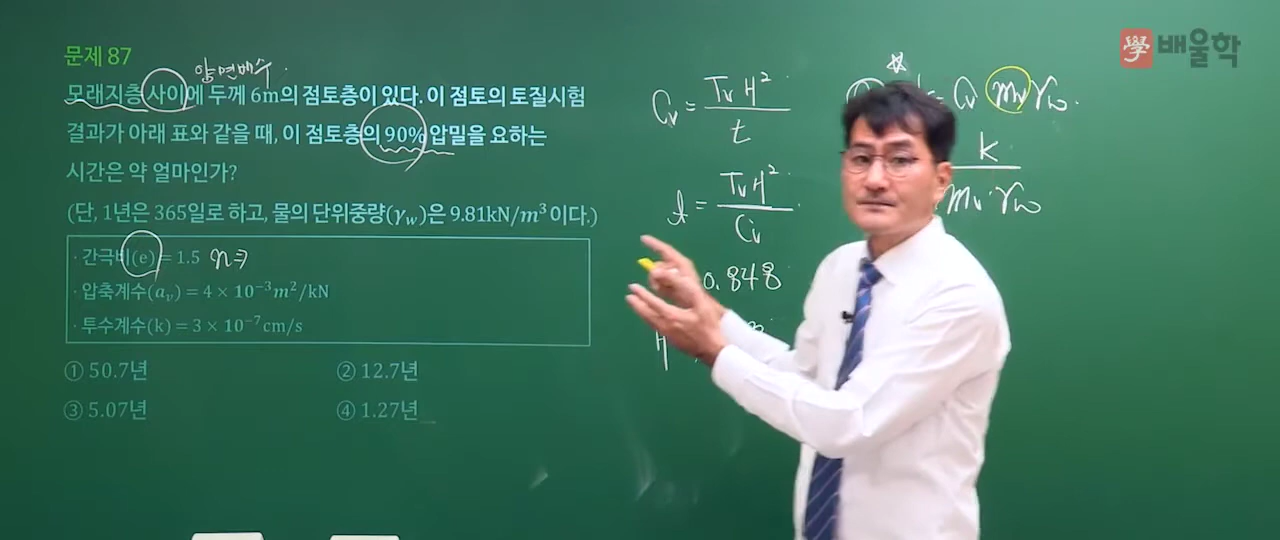 學 배울학
문제 87
양면배수
모래지층 사이에 두께 6m의 점토층이 있다. 이 점토의 토질시험
결과가 아래 표와 같을 때, 이 점토층의 90% 압밀을 요하는
시간은 약 얼마인가?
(단, 1년은 365일로 하고, 물의 단위중량(γw)은 9.81kN/m³이다.)
· 간극비(e) = 1.5 n⇒
· 압축계수(av) = 4 × 10⁻³m²/kN
· 투수계수(k) = 3 × 10⁻⁷cm/s
① 50.7년 ② 12.7년
③ 5.07년 ④ 1.27년
Cv = Tv H² / t
t = Tv H² / Cv
0.848
H
= Cv mv γw
k / mv · γw